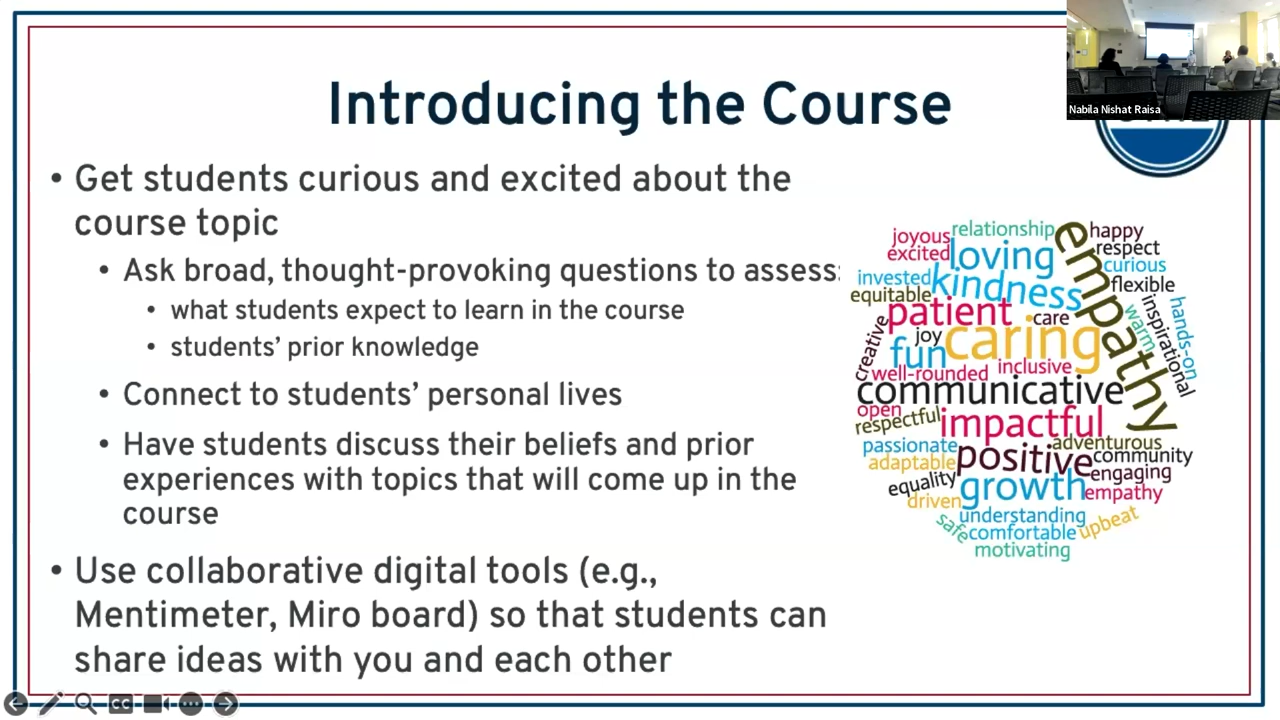 Introducing the Course
Nabila Nishat Raisa
• Get students curious and excited about the
course topic
• Ask broad, thought-provoking questions to assess:
• what students expect to learn in the course
• students' prior knowledge
• Connect to students' personal lives
• Have students discuss their beliefs and prior
experiences with topics that will come up in the
course
• Use collaborative digital tools (e.g.,
Mentimeter, Miro board) so that students can
share ideas with you and each other
joyous
relationship
happy
excited
loving
empathy
respect
invested
kindness
curious
equitable
flexible
patient
care
warm
inspirational
hands-on
creative
joy
caring
fun
well-rounded
inclusive
communicative
open
respectful
impactful
passionate
adventurous
adaptable
positive
community
equality
engaging
driven
growth
empathy
understanding
safe
comfortable
upbeat
motivating
CC